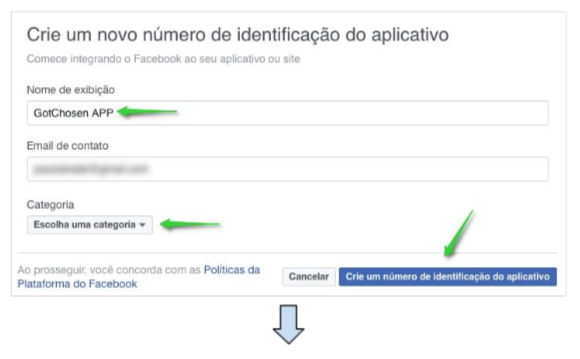 Crie um novo número de identificação do aplicativo
Comece integrando o Facebook ao seu aplicativo ou site
Nome de exibição
GotChosen APP
Email de contato
Categoria
Escolha uma categoria
Ao prosseguir, você concorda com as Políticas da
Plataforma do Facebook
Cancelar
Crie um número de identificação do aplicativo